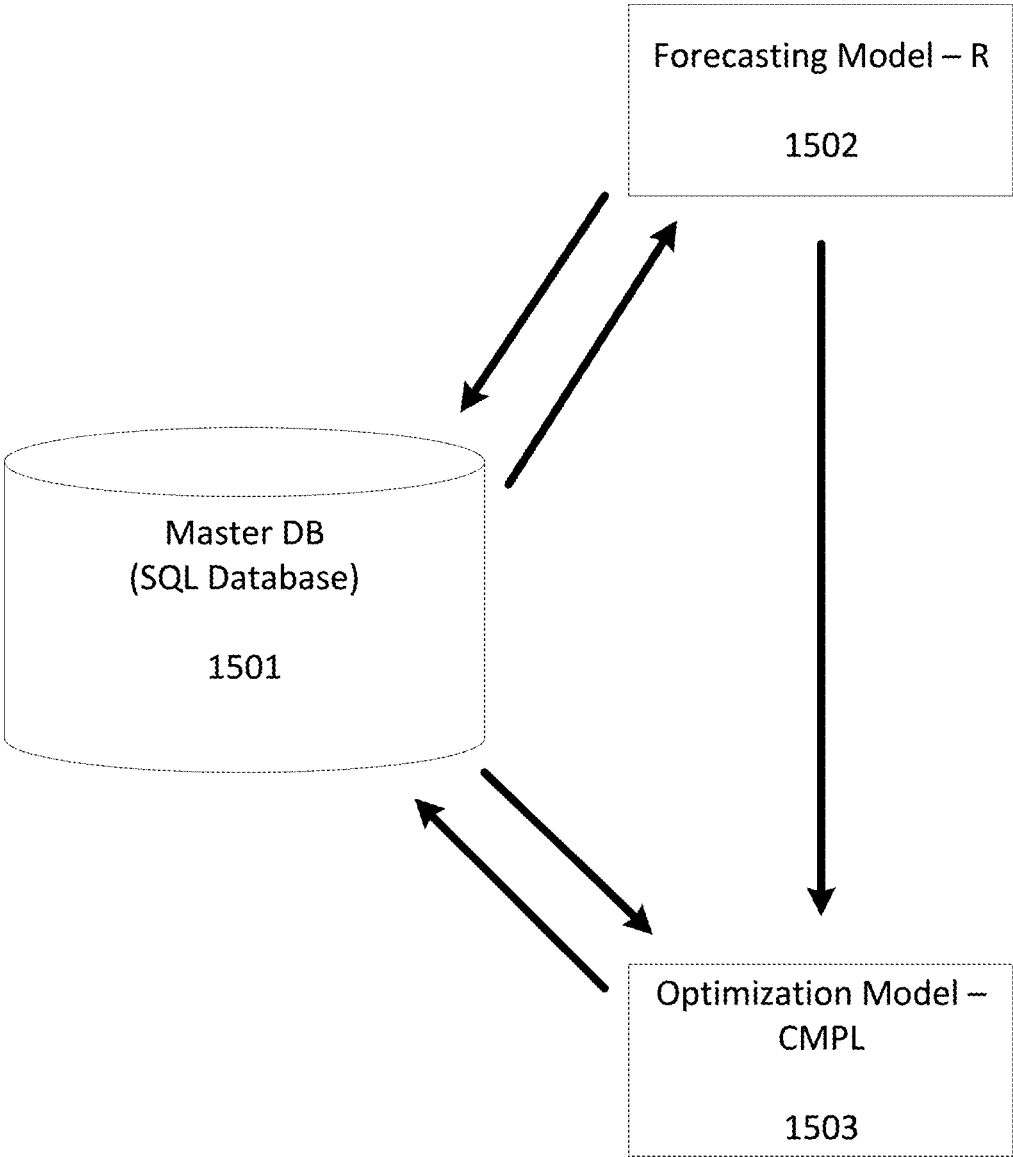 Forecasting Model – R
1502
Master DB
(SQL Database)
1501
Optimization Model –
CMPL
1503